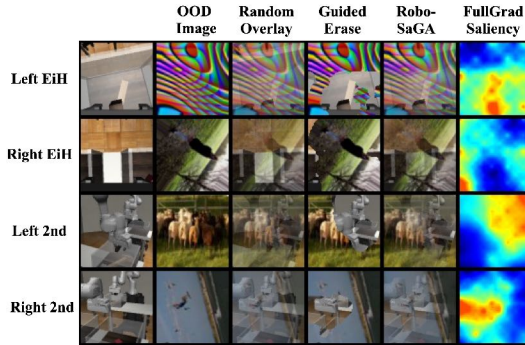 OOD Random Guided Robo- FullGrad
Image Overlay Erase SaGA Saliency
Left EiH
Right EiH
Left 2nd
Right 2nd